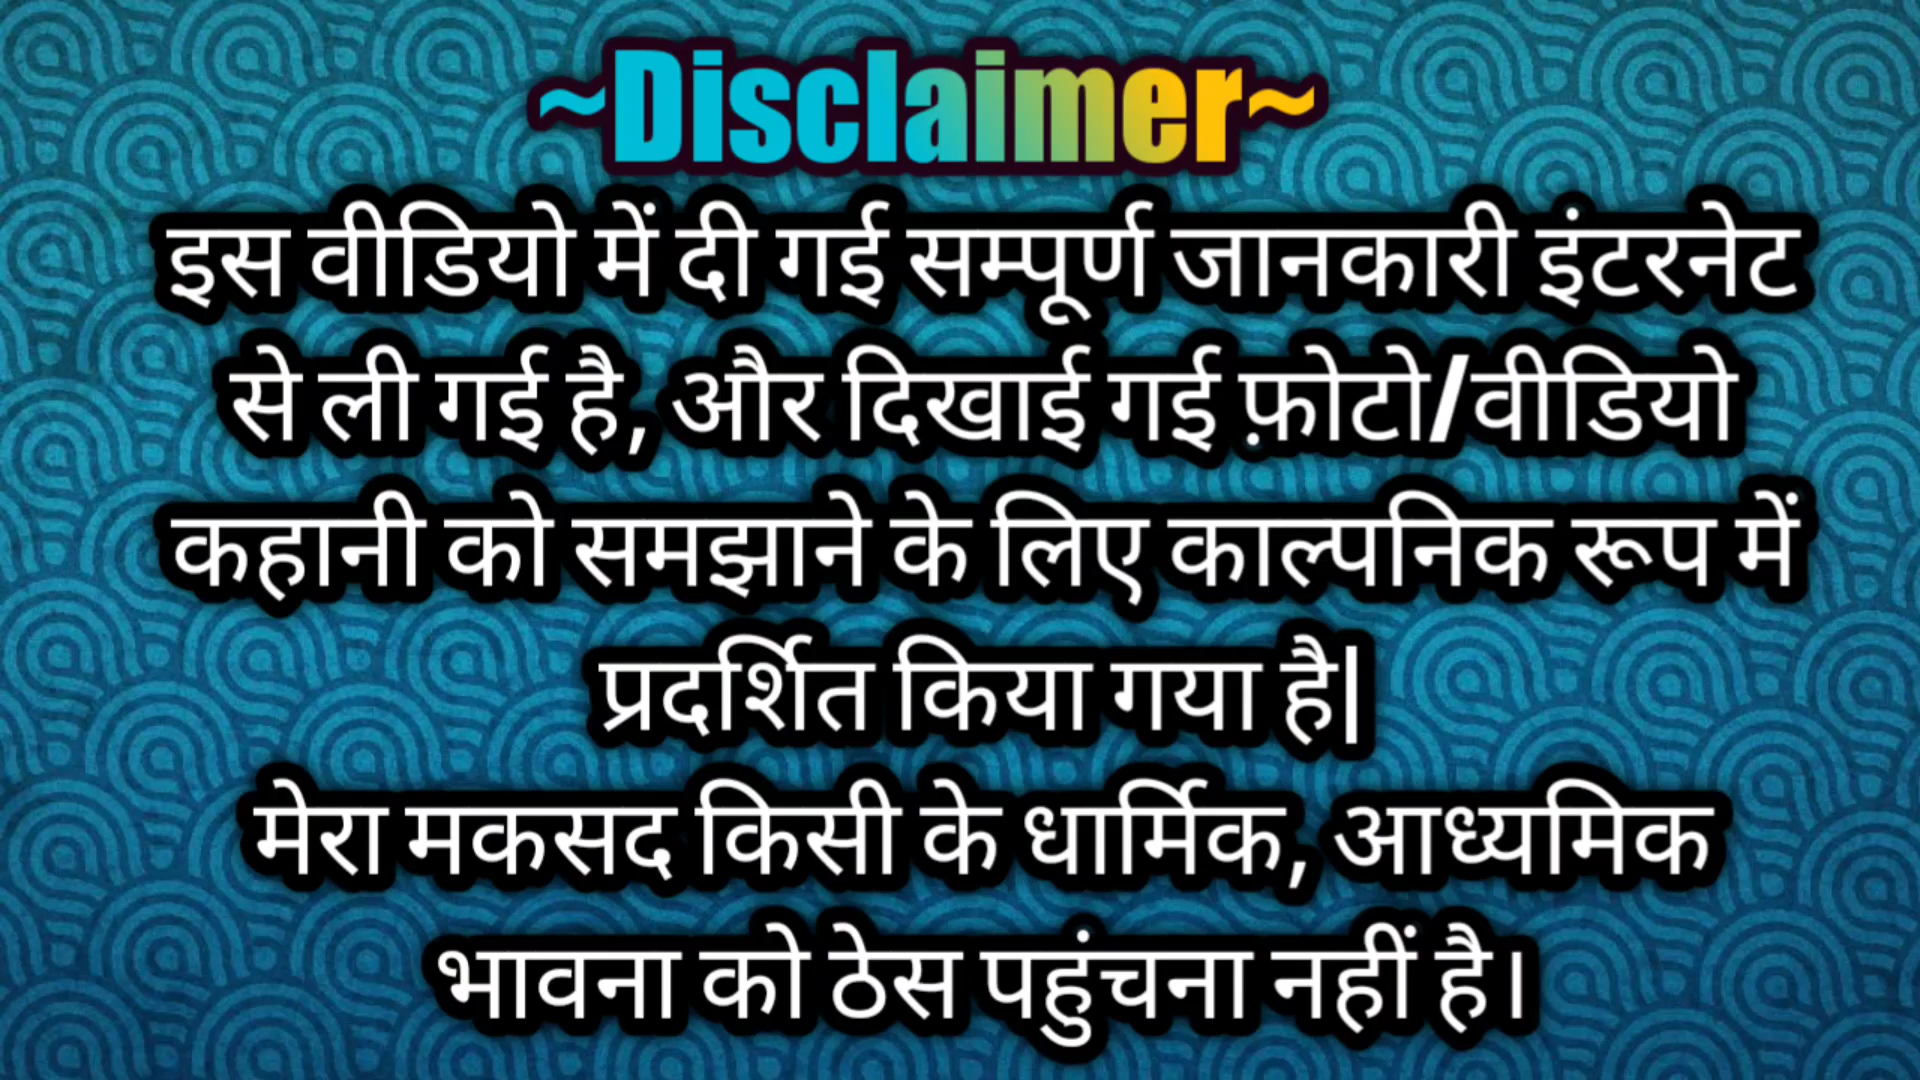 ~Disclaimer~
इस वीडियो में दी गई सम्पूर्ण जानकारी इंटरनेट
से ली गई है, और दिखाई गई फ़ोटो/वीडियो
कहानी को समझाने के लिए काल्पनिक रूप में
प्रदर्शित किया गया है|
मेरा मकसद किसी के धार्मिक, आध्यमिक
भावना को ठेस पहुंचना नहीं है।